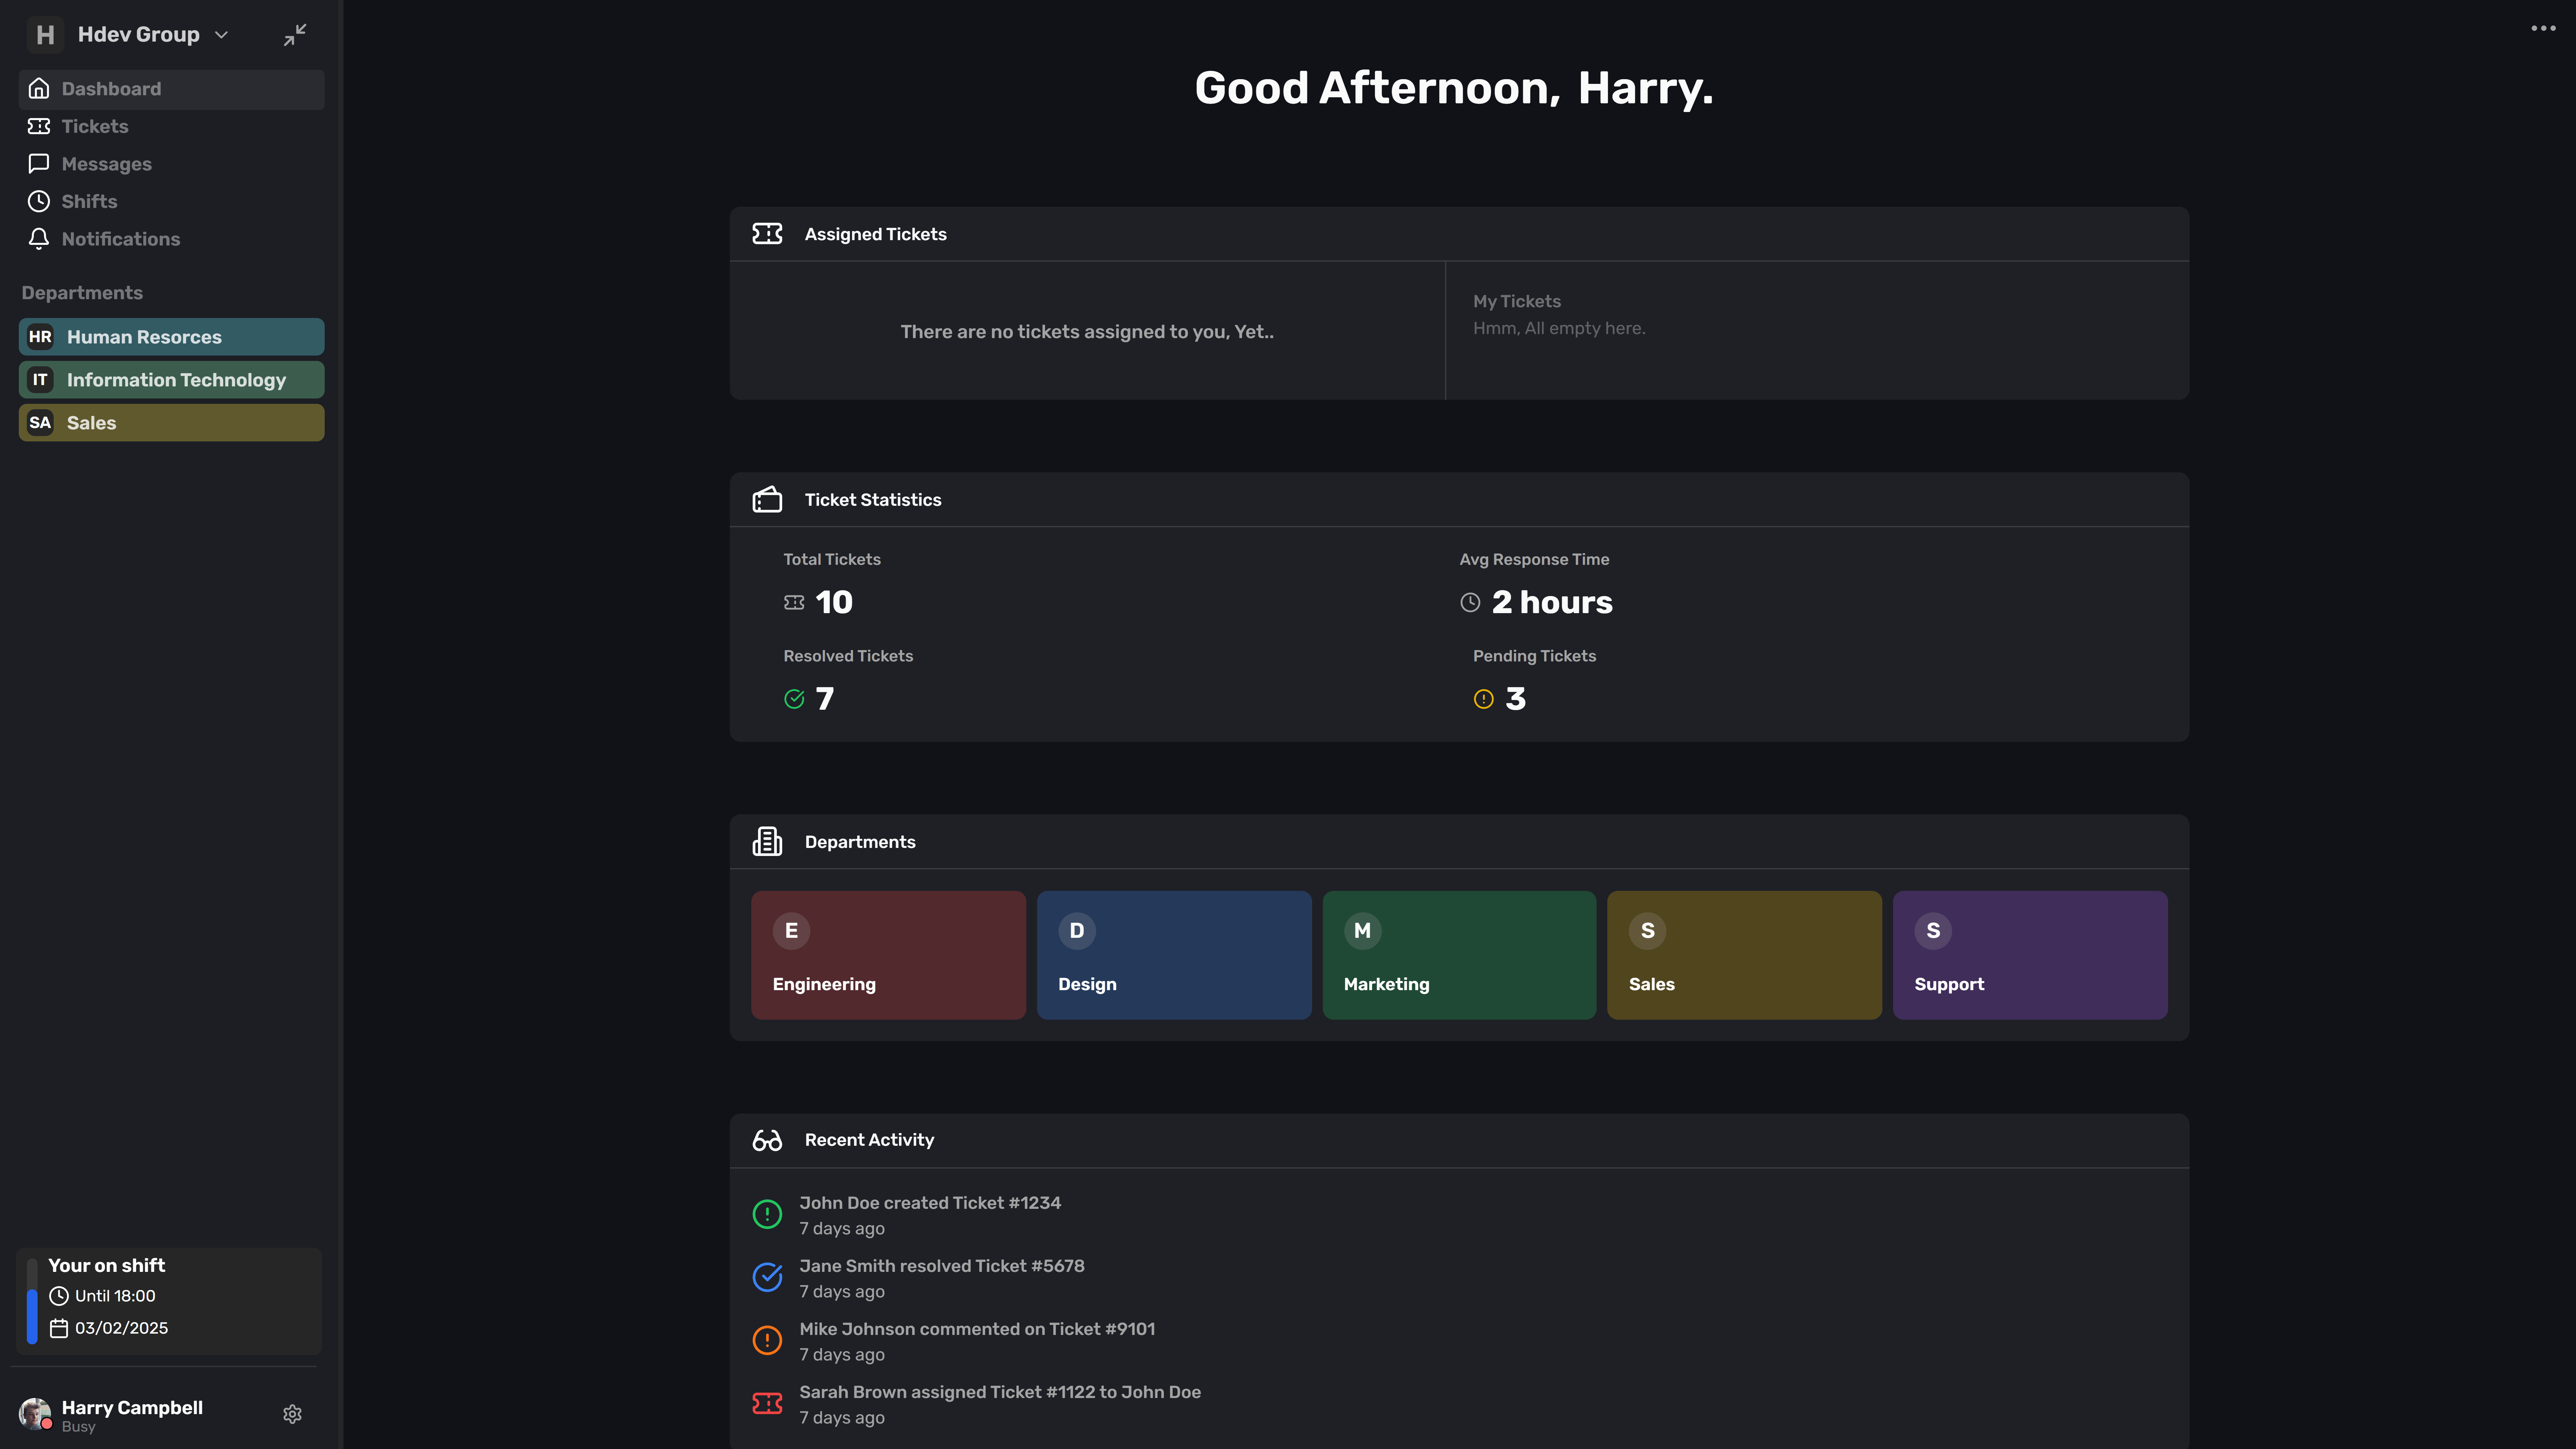 H Hdev Group
Dashboard
Tickets
Messages
Shifts
Notifications
Departments
HR Human Resorces
IT Information Technology
SA Sales
Your on shift
Until 18:00
03/02/2025
Harry Campbell
Busy
Good Afternoon, Harry.
Assigned Tickets
There are no tickets assigned to you, Yet..
My Tickets
Hmm, All empty here.
Ticket Statistics
Total Tickets
10
Avg Response Time
2 hours
Resolved Tickets
7
Pending Tickets
3
Departments
E
Engineering
D
Design
M
Marketing
S
Sales
S
Support
Recent Activity
John Doe created Ticket #1234
7 days ago
Jane Smith resolved Ticket #5678
7 days ago
Mike Johnson commented on Ticket #9101
7 days ago
Sarah Brown assigned Ticket #1122 to John Doe
7 days ago